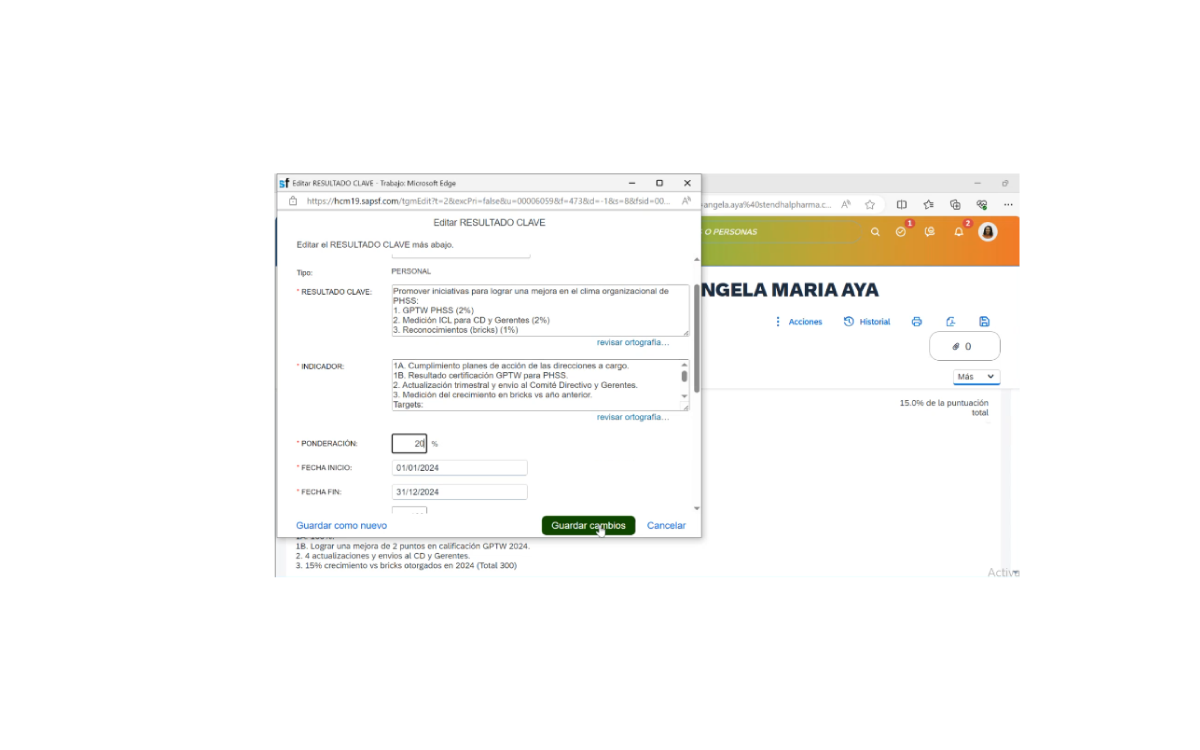 sf Editar RESULTADO CLAVE - Trabajo: Microsoft Edge
https://hcm19.sapsf.com/tgmEdit?t=2&excPri=false&u=00006059&f=473&id=-1&s=8&fsid=00...
Editar RESULTADO CLAVE
Editar el RESULTADO CLAVE más abajo.
Tipo: PERSONAL
* RESULTADO CLAVE:
Promover iniciativas para lograr una mejora en el clima organizacional de
PHSS:
1. GPTW PHSS (2%)
2. Medición ICL para CD y Gerentes (2%)
3. Reconocimientos (bricks) (1%)
revisar ortografía...
* INDICADOR:
1A. Cumplimiento planes de acción de las direcciones a cargo.
1B. Resultado certificación GPTW para PHSS.
2. Actualización trimestral y envio al Comité Directivo y Gerentes.
3. Medición del crecimiento en bricks vs año anterior.
Targets:
revisar ortografía...
* PONDERACIÓN: 20 %
* FECHA INICIO: 01/01/2024
* FECHA FIN: 31/12/2024
Guardar como nuevo Guardar cambios Cancelar
1B. Lograr una mejora de 2 puntos en calificación GPTW 2024.
2. 4 actualizaciones y envios al CD y Gerentes.
3. 15% crecimiento vs bricks otorgados en 2024 (Total 300)
angela.aya%40stendhalpharma.c...
O PERSONAS
1
2
NGELA MARIA AYA
Acciones Historial
0
Más
15.0% de la puntuación
total
Activa